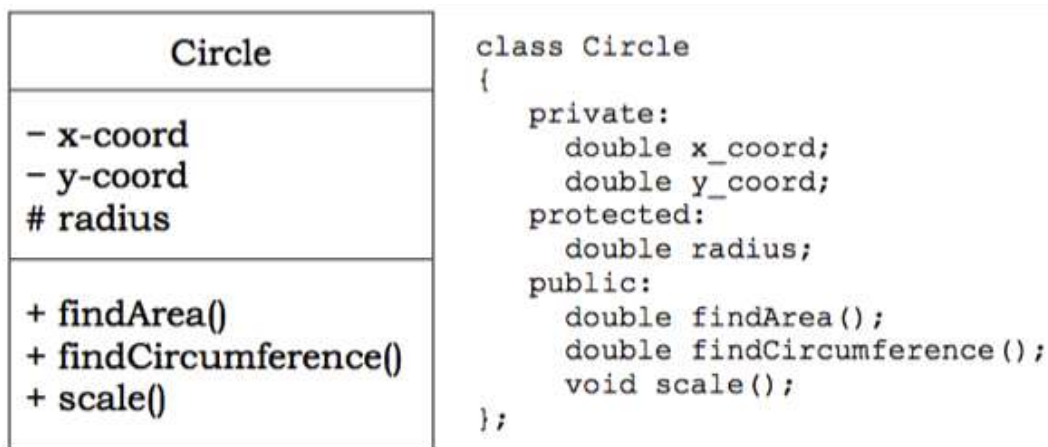 Circle
− x-coord
− y-coord
# radius
+ findArea()
+ findCircumference()
+ scale()
class Circle
{
private:
double x_coord;
double y_coord;
protected:
double radius;
public:
double findArea();
double findCircumference();
void scale();
};